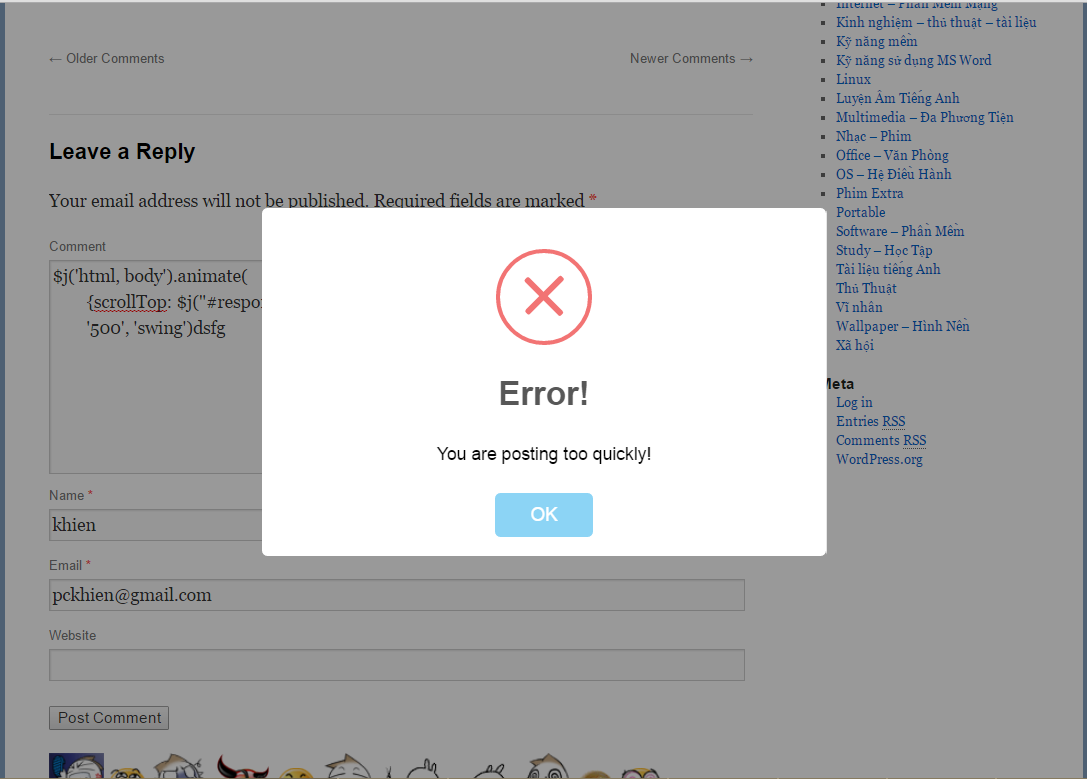 Internet – Phần Mềm Mạng
Kinh nghiệm – thủ thuật – tài liệu
← Older Comments
Newer Comments →
Kỹ năng mềm
Kỹ năng sử dụng MS Word
Linux
Luyện Âm Tiếng Anh
Multimedia – Đa Phương Tiện
Nhạc – Phim
Leave a Reply
Office – Văn Phòng
OS – Hệ Điều Hành
Phim Extra
Your email address will not be published. Required fields are marked *
Portable
Software – Phần Mềm
Study – Học Tập
Tài liệu tiếng Anh
Thủ Thuật
Vĩ nhân
Wallpaper – Hình Nền
Xã hội
Comment
$j('html, body').animate(
{scrollTop: $j("#respon
'500', 'swing')dsfg
Error!
You are posting too quickly!
OK
Meta
Log in
Entries RSS
Comments RSS
WordPress.org
Name *
khien
Email *
pckhien@gmail.com
Website
Post Comment